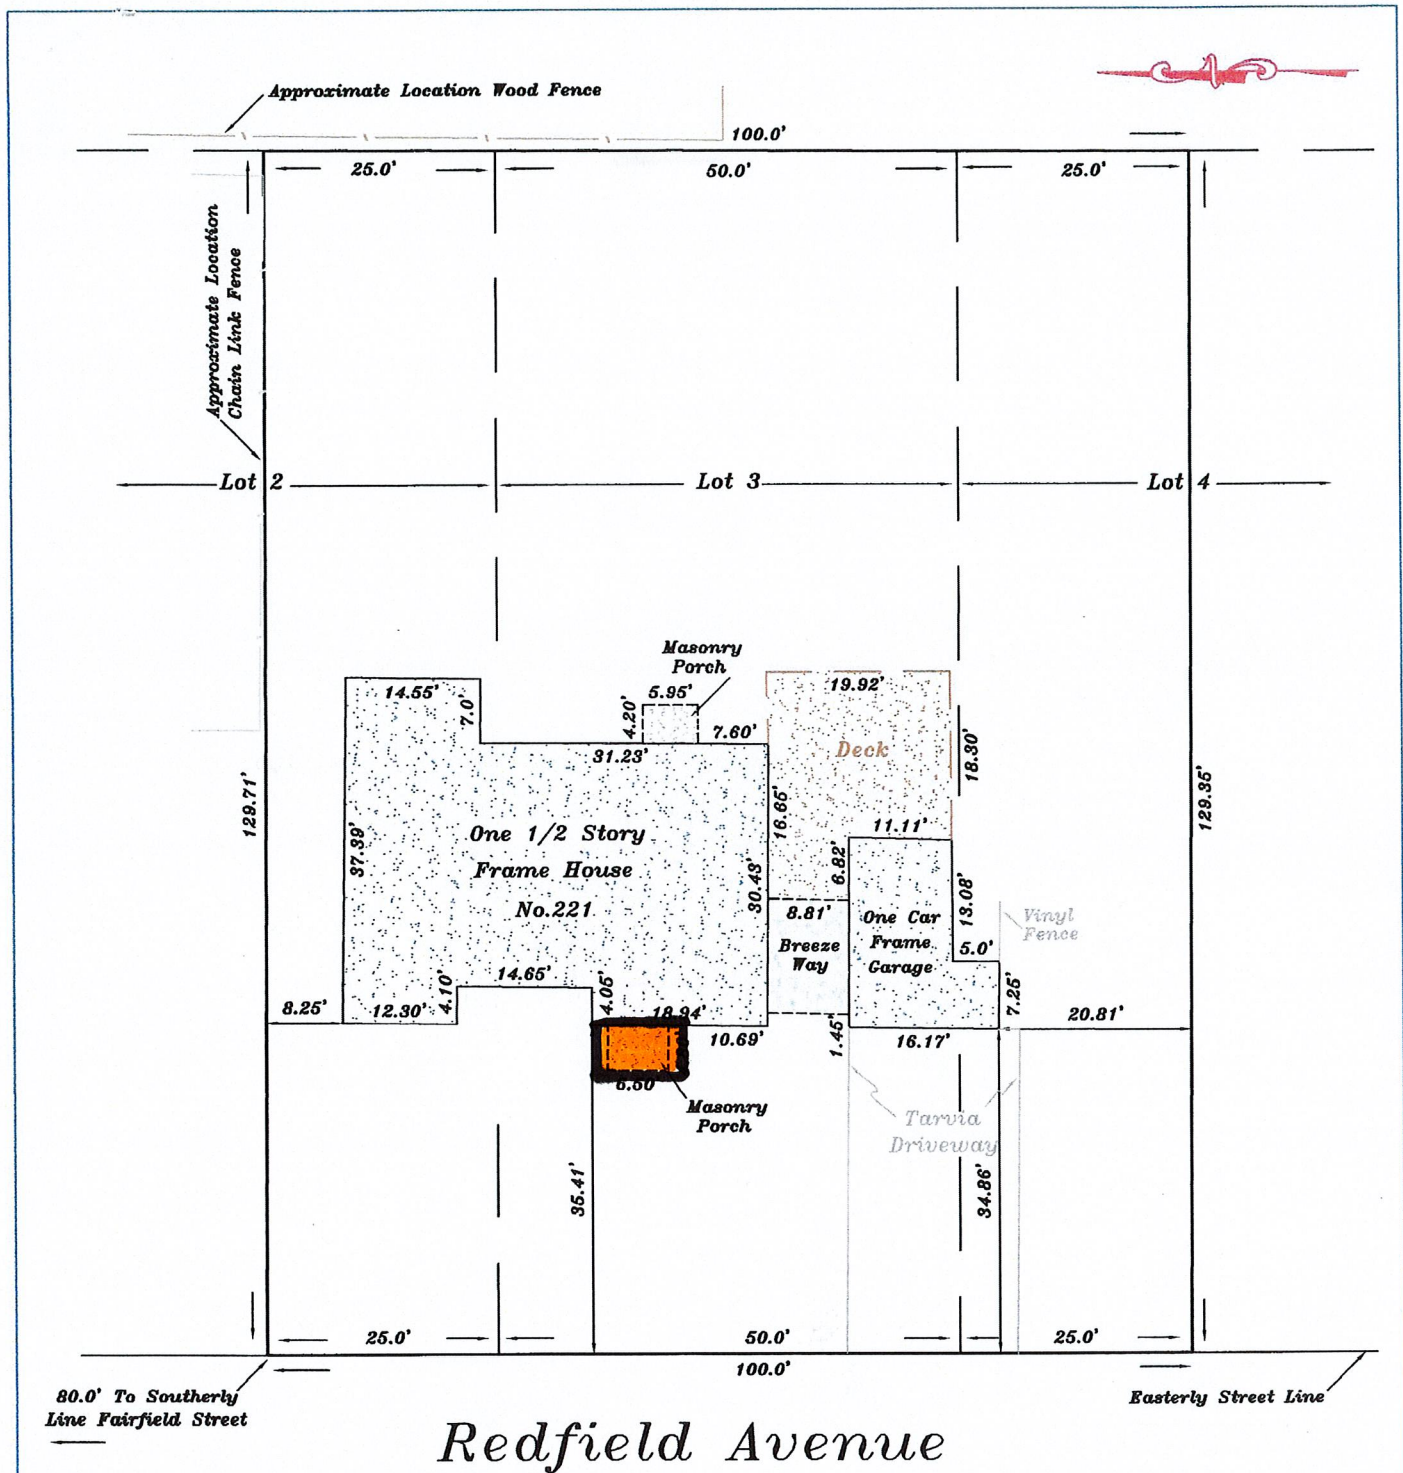 Approximate Location Wood Fence
100.0'
25.0'
50.0'
25.0'
Approximate Location
Chain Link Fence
Lot 2
Lot 3
Lot 4
Masonry
Porch
14.55'
7.0'
4.20'
5.95'
7.60'
19.92'
31.23'
Deck
18.30'
129.71'
129.35'
16.65'
11.11'
37.39'
One 1/2 Story
Frame House
No.221
30.43'
6.82'
13.08'
8.81'
Breeze
Way
One Car
Frame
Garage
5.0'
Vinyl
Fence
14.65'
4.10'
4.05'
7.25'
8.25'
12.30'
18.94'
10.69'
1.45'
16.17'
20.81'
6.50'
Masonry
Porch
Tarvia
Driveway
35.41'
34.86'
25.0'
50.0'
25.0'
100.0'
80.0' To Southerly
Line Fairfield Street
Easterly Street Line
Redfield Avenue